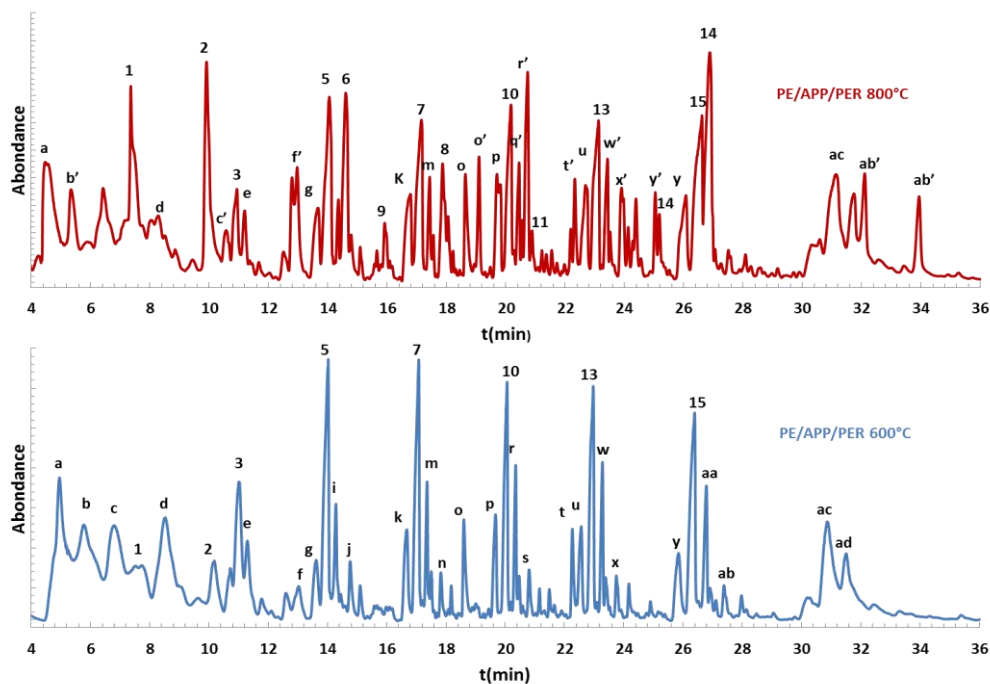 14
2
r'
1
5
6
15
PE/APP/PER 800°C
10
7
13
a
f'
8
o'
q'
w'
b'
3
K
m
o
p
t'
u
ac
ab'
ab'
d
c'
e
g
9
11
x'
y'
14
y
Abondance
4 6 8 10 12 14 16 18 20 22 24 26 28 30 32 34 36
t(min)
5
7
10
13
15
PE/APP/PER 600°C
a
3
m
r
w
aa
b
c
d
i
k
o
p
t
u
ac
1
2
e
g
f
j
n
s
x
y
ab
ad
Abondance
4 6 8 10 12 14 16 18 20 22 24 26 28 30 32 34 36
t(min)